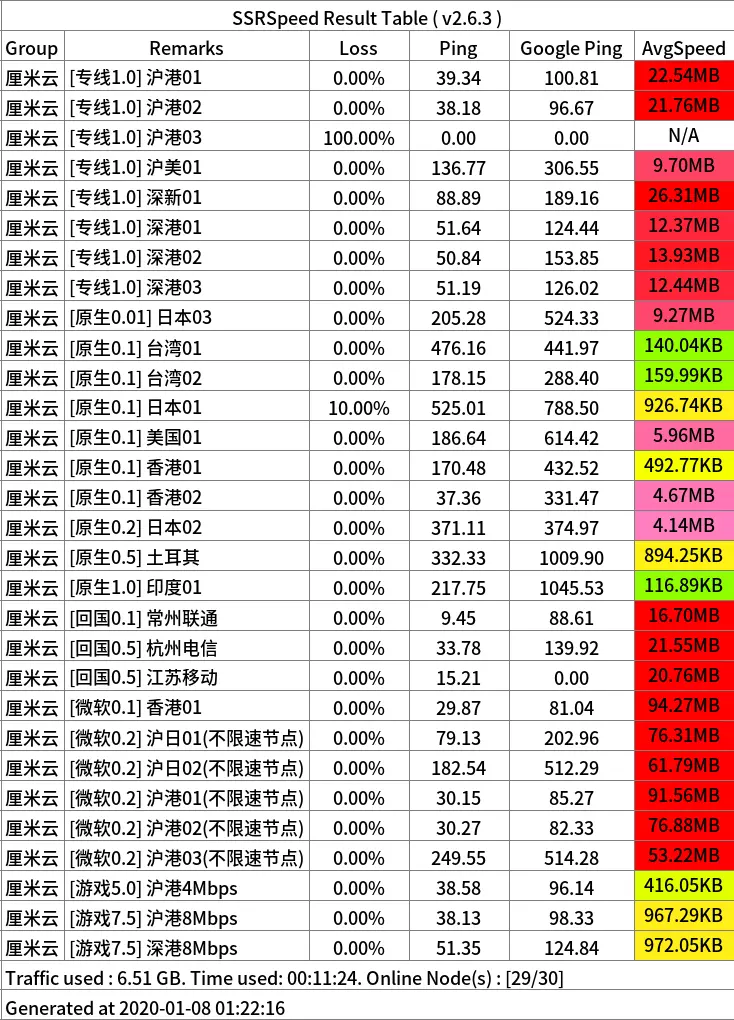 SSRSpeed Result Table ( v2.6.3 )
Group Remarks Loss Ping Google Ping AvgSpeed
厘米云 [专线1.0] 沪港01 0.00% 39.34 100.81 22.54MB
厘米云 [专线1.0] 沪港02 0.00% 38.18 96.67 21.76MB
厘米云 [专线1.0] 沪港03 100.00% 0.00 0.00 N/A
厘米云 [专线1.0] 沪美01 0.00% 136.77 306.55 9.70MB
厘米云 [专线1.0] 深新01 0.00% 88.89 189.16 26.31MB
厘米云 [专线1.0] 深港01 0.00% 51.64 124.44 12.37MB
厘米云 [专线1.0] 深港02 0.00% 50.84 153.85 13.93MB
厘米云 [专线1.0] 深港03 0.00% 51.19 126.02 12.44MB
厘米云 [原生0.01] 日本03 0.00% 205.28 524.33 9.27MB
厘米云 [原生0.1] 台湾01 0.00% 476.16 441.97 140.04KB
厘米云 [原生0.1] 台湾02 0.00% 178.15 288.40 159.99KB
厘米云 [原生0.1] 日本01 10.00% 525.01 788.50 926.74KB
厘米云 [原生0.1] 美国01 0.00% 186.64 614.42 5.96MB
厘米云 [原生0.1] 香港01 0.00% 170.48 432.52 492.77KB
厘米云 [原生0.1] 香港02 0.00% 37.36 331.47 4.67MB
厘米云 [原生0.2] 日本02 0.00% 371.11 374.97 4.14MB
厘米云 [原生0.5] 土耳其 0.00% 332.33 1009.90 894.25KB
厘米云 [原生1.0] 印度01 0.00% 217.75 1045.53 116.89KB
厘米云 [回国0.1] 常州联通 0.00% 9.45 88.61 16.70MB
厘米云 [回国0.5] 杭州电信 0.00% 33.78 139.92 21.55MB
厘米云 [回国0.5] 江苏移动 0.00% 15.21 0.00 20.76MB
厘米云 [微软0.1] 香港01 0.00% 29.87 81.04 94.27MB
厘米云 [微软0.2] 沪日01(不限速节点) 0.00% 79.13 202.96 76.31MB
厘米云 [微软0.2] 沪日02(不限速节点) 0.00% 182.54 512.29 61.79MB
厘米云 [微软0.2] 沪港01(不限速节点) 0.00% 30.15 85.27 91.56MB
厘米云 [微软0.2] 沪港02(不限速节点) 0.00% 30.27 82.33 76.88MB
厘米云 [微软0.2] 沪港03(不限速节点) 0.00% 249.55 514.28 53.22MB
厘米云 [游戏5.0] 沪港4Mbps 0.00% 38.58 96.14 416.05KB
厘米云 [游戏7.5] 沪港8Mbps 0.00% 38.13 98.33 967.29KB
厘米云 [游戏7.5] 深港8Mbps 0.00% 51.35 124.84 972.05KB
Traffic used : 6.51 GB. Time used: 00:11:24. Online Node(s) : [29/30]
Generated at 2020-01-08 01:22:16